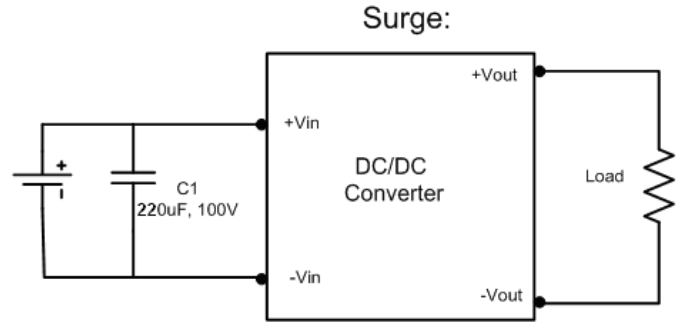 Surge:
+Vout
+Vin
DC/DC
Converter
Load
+
-
C1
220uF, 100V
-Vin
-Vout